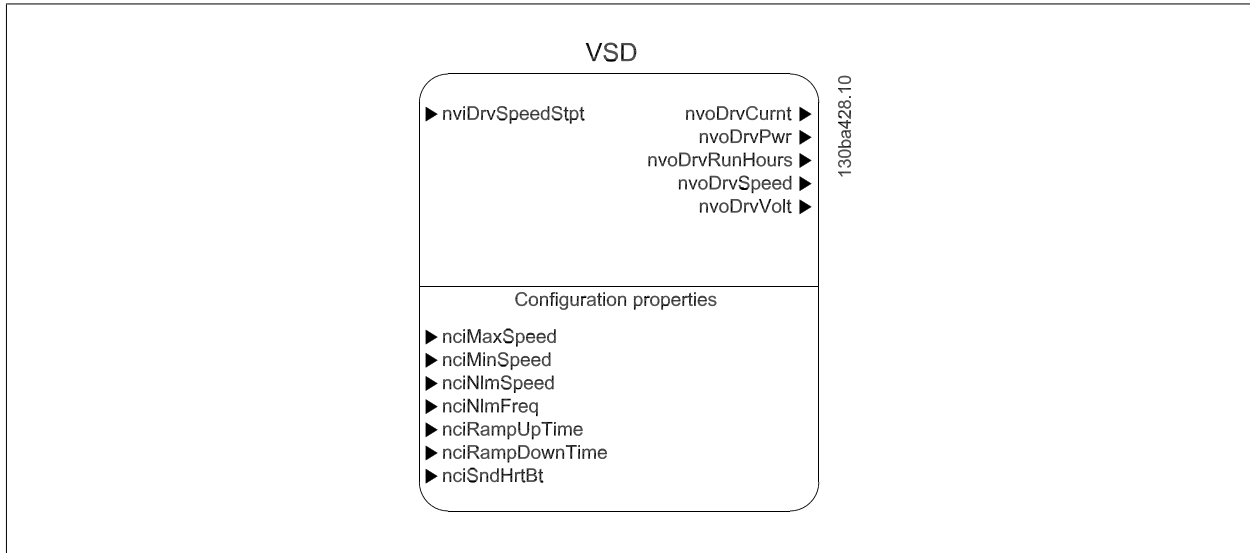 VSD
nviDrvSpeedStpt
nvoDrvCurnt
nvoDrvPwr
nvoDrvRunHours
nvoDrvSpeed
nvoDrvVolt
130ba428.10
Configuration properties
nciMaxSpeed
nciMinSpeed
nciNlmSpeed
nciNlmFreq
nciRampUpTime
nciRampDownTime
nciSndHrtBt